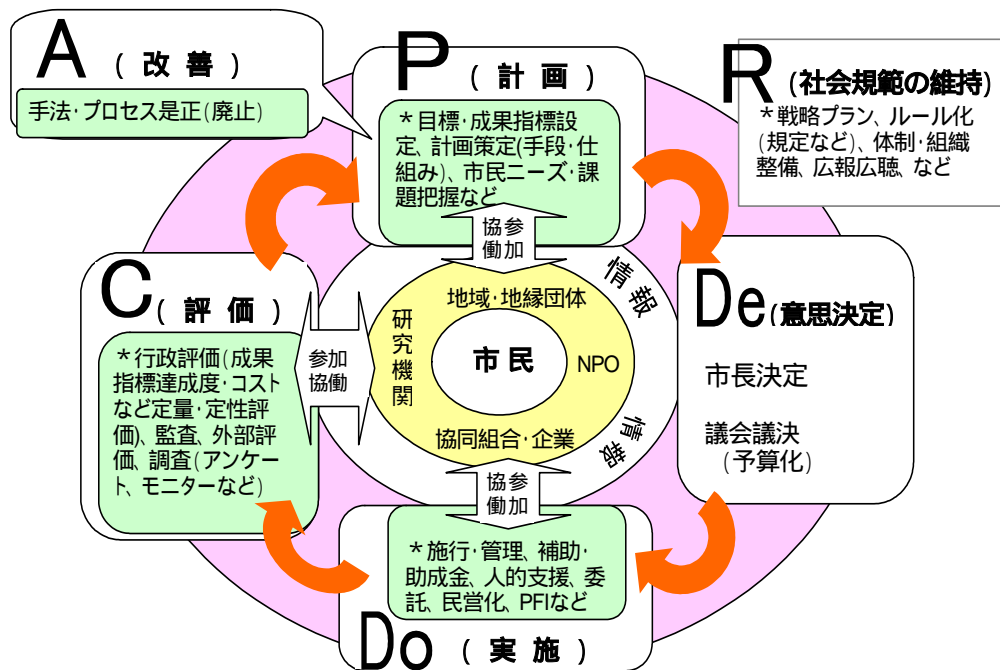 A (改善)
手法・プロセス是正(廃止)
P (計画)
*目標・成果指標設
定、計画策定(手段・仕
組み)、市民ニーズ・課
題把握など
R (社会規範の維持)
*戦略プラン、ルール化
(規定など)、体制・組織
整備、広報広聴、など
協参
働加
情報
De (意思決定)
市長決定
議会議決
(予算化)
C (評価)
*行政評価(成果
指標達成度・コスト
など定量・定性評
価)、監査、外部評
価、調査(アンケー
ト、モニターなど)
参加
協働
研究機関
地域・地縁団体
市民
NPO
協同組合・企業
情報
協参
働加
*施行・管理、補助・
助成金、人的支援、委
託、民営化、PFIなど
Do (実施)